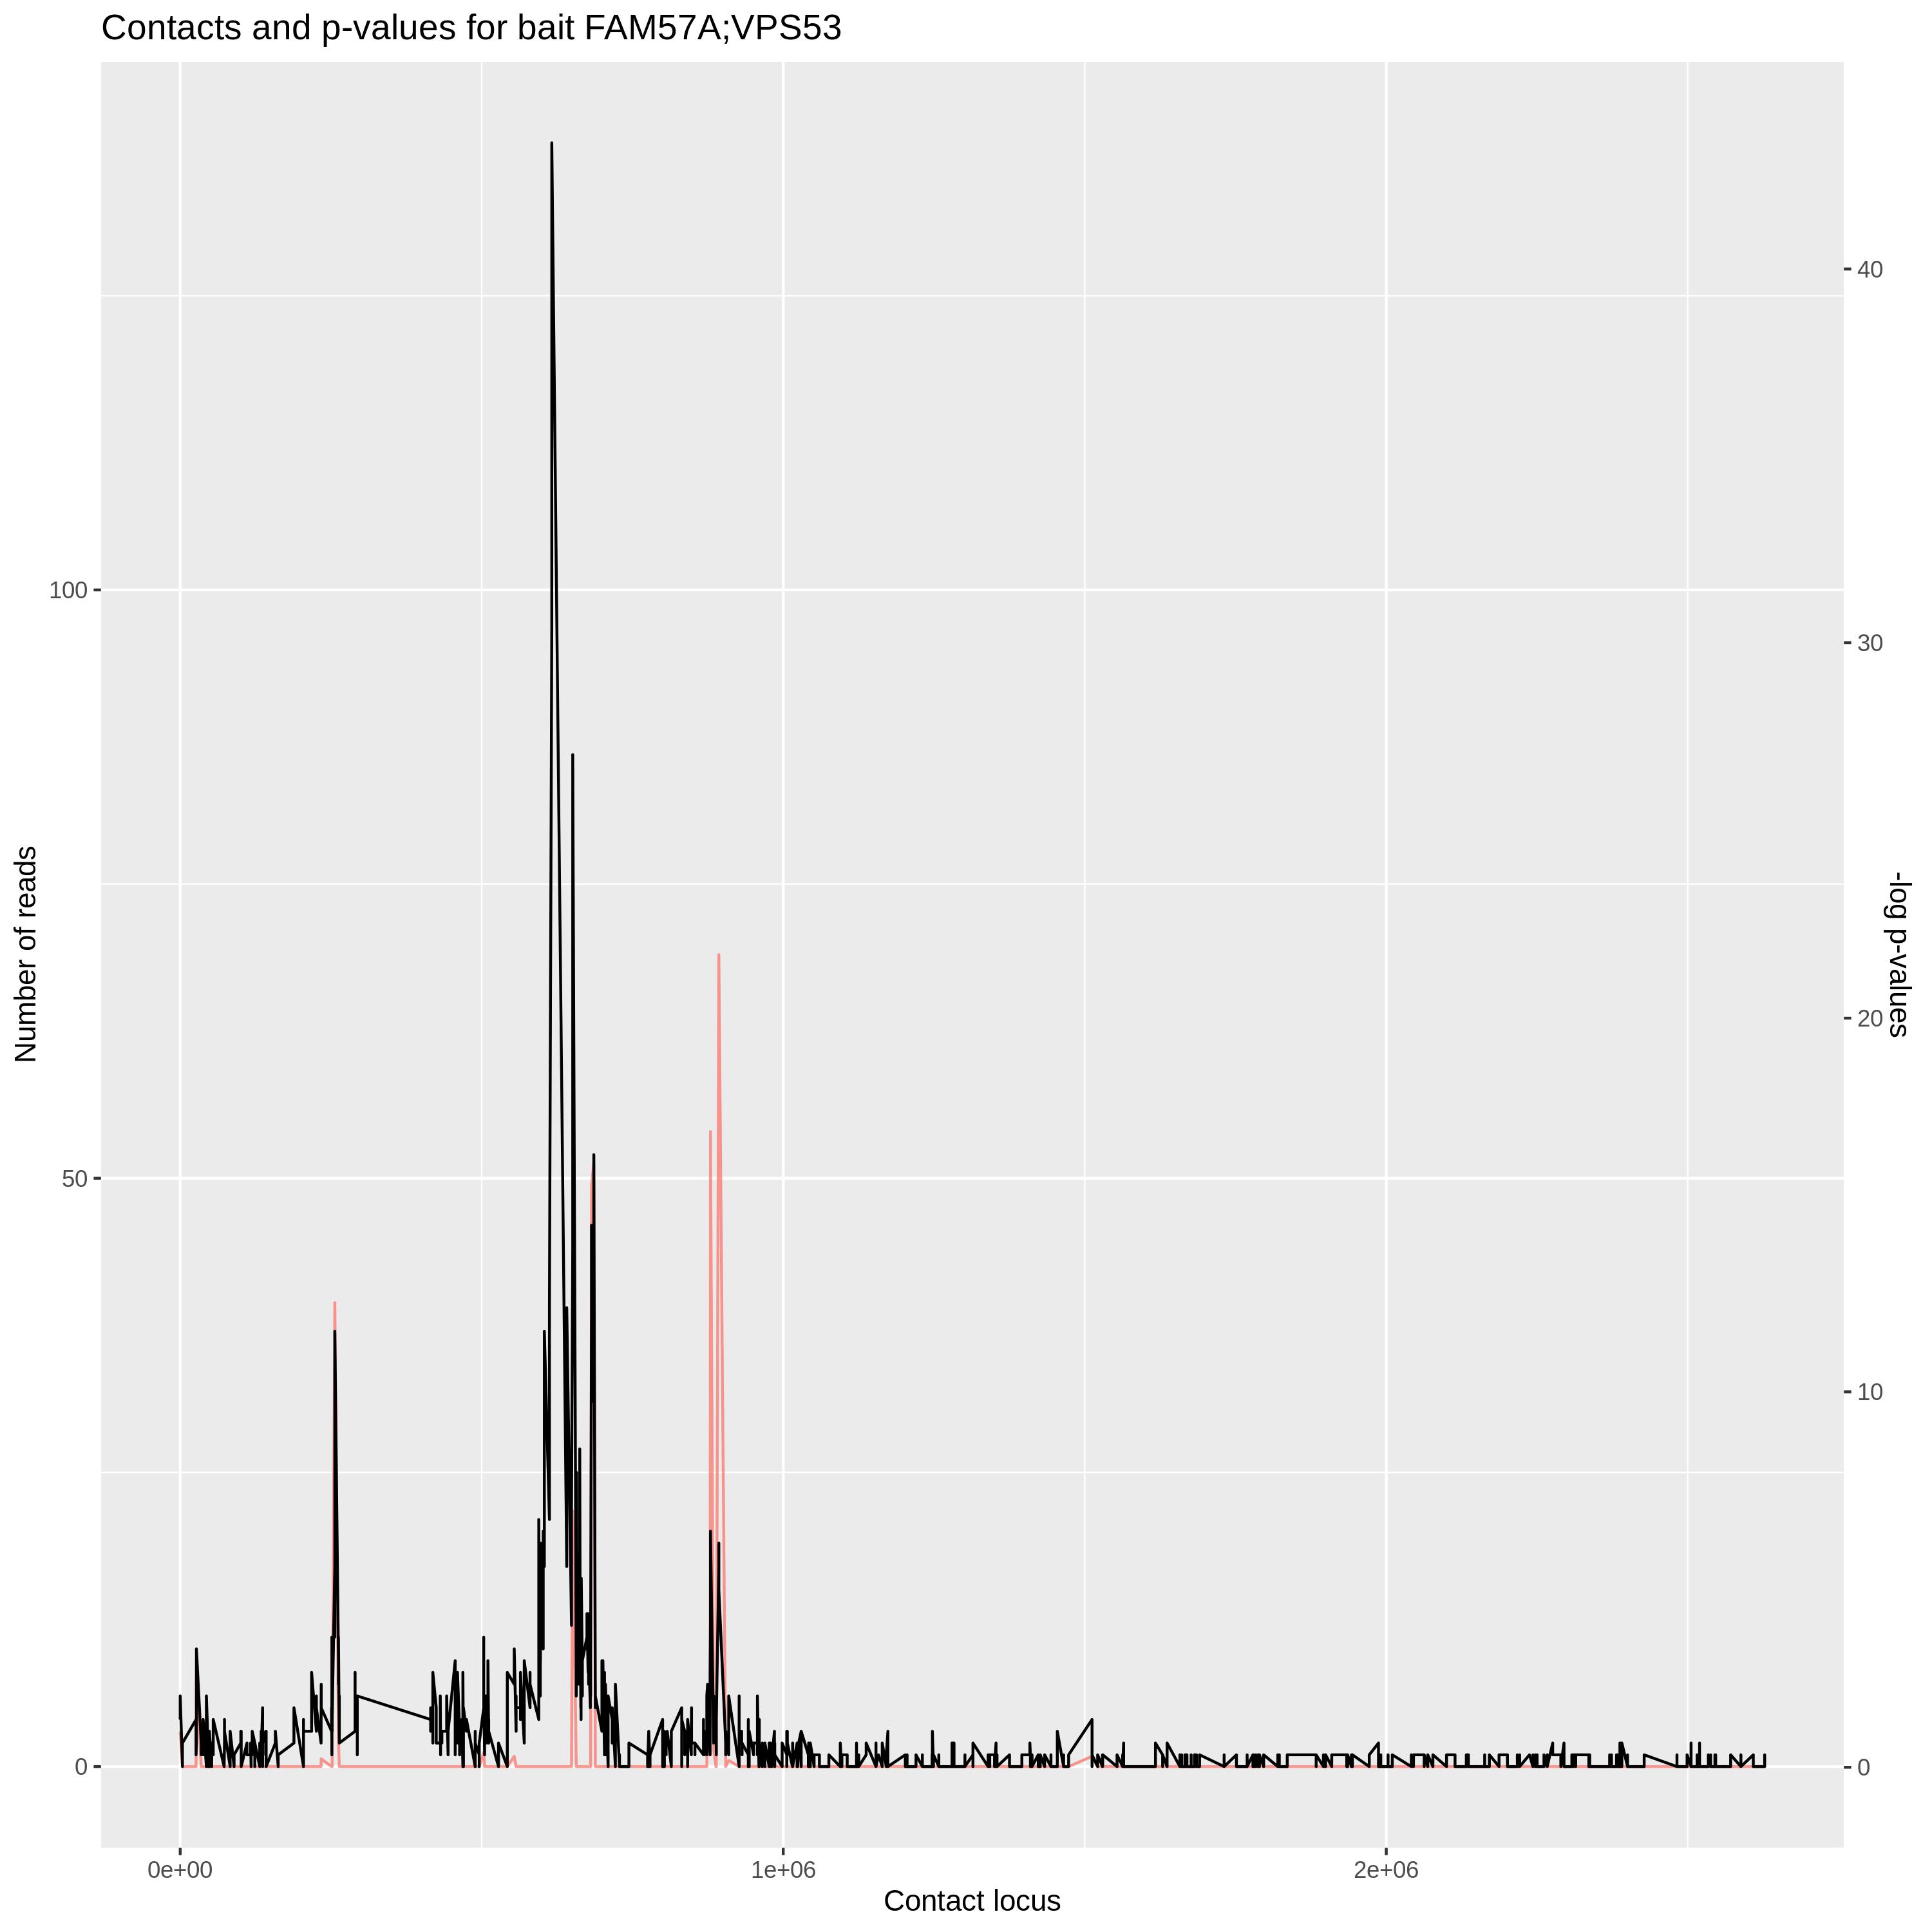 Contacts and p-values for bait FAM57A;VPS53
Number of reads
100
50
0
40
30
20
10
0
-log p-values
0e+00
1e+06
2e+06
Contact locus